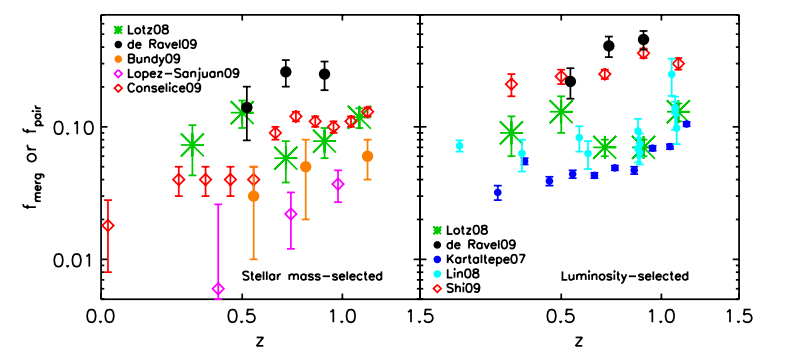 Lotz08
de Ravel09
Bundy09
Lopez−Sanjuan09
Conselice09
0.10
0.01
f_merg or f_pair
Stellar mass−selected
0.0 0.5 1.0 1.5
z
Lotz08
de Ravel09
Kartaltepe07
Lin08
Shi09
Luminosity−selected
0.5 1.0 1.5
z